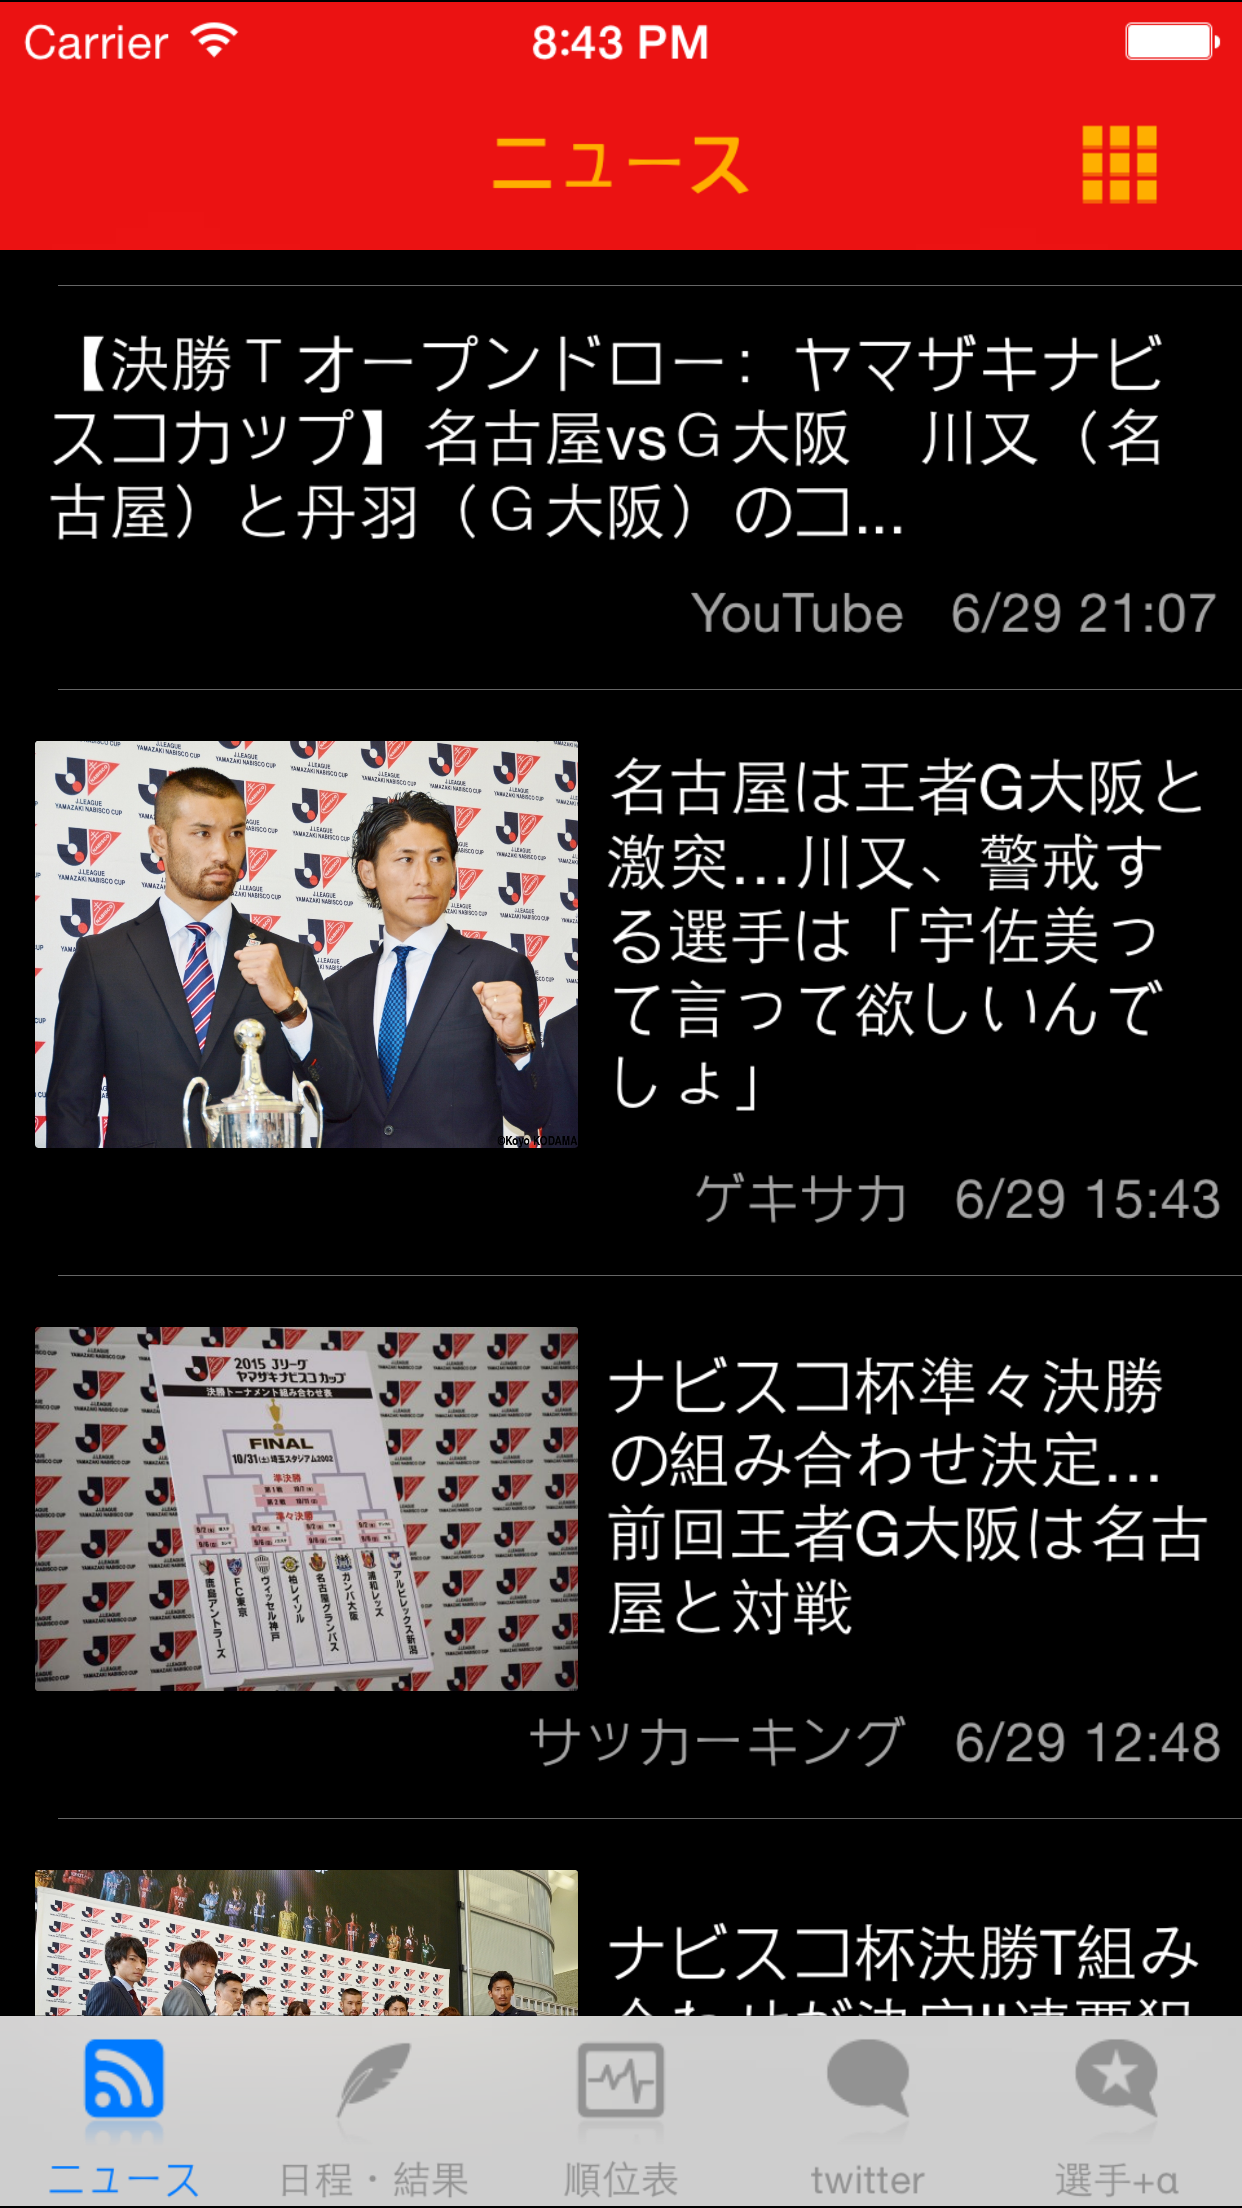 Carrier
8:43 PM
ニュース
【決勝Ｔオープンドロー：ヤマザキナビ
スコカップ】名古屋vsＧ大阪　川又（名
古屋）と丹羽（Ｇ大阪）のコ...
YouTube 6/29 21:07
名古屋は王者G大阪と
激突...川又、警戒す
る選手は「宇佐美っ
て言って欲しいんで
しょ」
©Koyo KODAMA
ゲキサカ 6/29 15:43
2015 Jリーグ
ヤマザキナビスコカップ
決勝トーナメント組み合わせ表
FINAL
10/31(土)埼玉スタジアム2002
準決勝
準々決勝
鹿島アントラーズ
FC東京
ヴィッセル神戸
柏レイソル
名古屋グランパス
ガンバ大阪
浦和レッズ
アルビレックス新潟
ナビスコ杯準々決勝
の組み合わせ決定...
前回王者G大阪は名古
屋と対戦
サッカーキング 6/29 12:48
ナビスコ杯決勝T組み
ニュース
日程・結果
順位表
twitter
選手+α